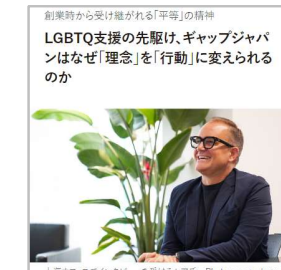 創業時から受け継がれる「平等」の精神
LGBTQ支援の先駆け、ギャップジャパ
ンはなぜ「理念」を「行動」に変えられる
のか